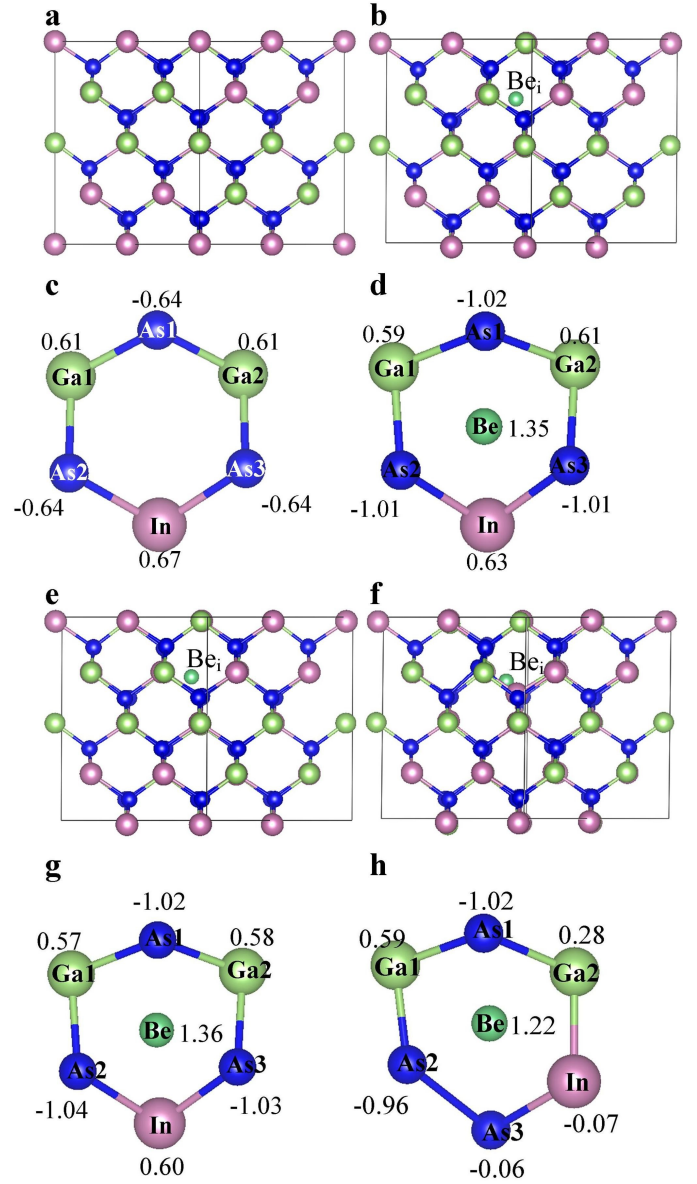 a
b
Be_i
c
d
-0.64
-1.02
0.61
As1
0.61
0.59
As1
0.61
Ga1
Ga2
Ga1
Ga2
Be
1.35
As2
As3
As2
As3
-0.64
In
-0.64
-1.01
In
-1.01
0.67
0.63
e
f
Be_i
Be_i
g
h
-1.02
-1.02
0.57
As1
0.58
0.59
As1
0.28
Ga1
Ga2
Ga1
Ga2
Be
1.36
Be
1.22
As2
As3
As2
In
-1.04
In
-1.03
-0.96
As3
-0.07
0.60
-0.06